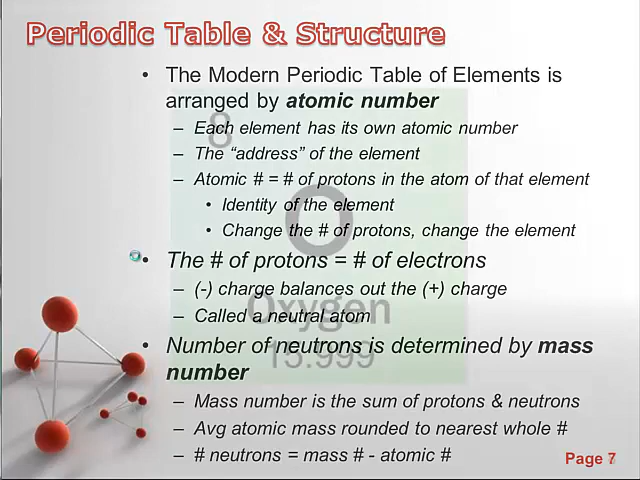 Periodic Table & Structure
• The Modern Periodic Table of Elements is
arranged by atomic number
– Each element has its own atomic number
– The “address” of the element
– Atomic # = # of protons in the atom of that element
• Identity of the element
• Change the # of protons, change the element
• The # of protons = # of electrons
– (-) charge balances out the (+) charge
– Called a neutral atom
• Number of neutrons is determined by mass
number
– Mass number is the sum of protons & neutrons
– Avg atomic mass rounded to nearest whole #
– # neutrons = mass # - atomic #
8
O
Oxygen
15.999
Page 7